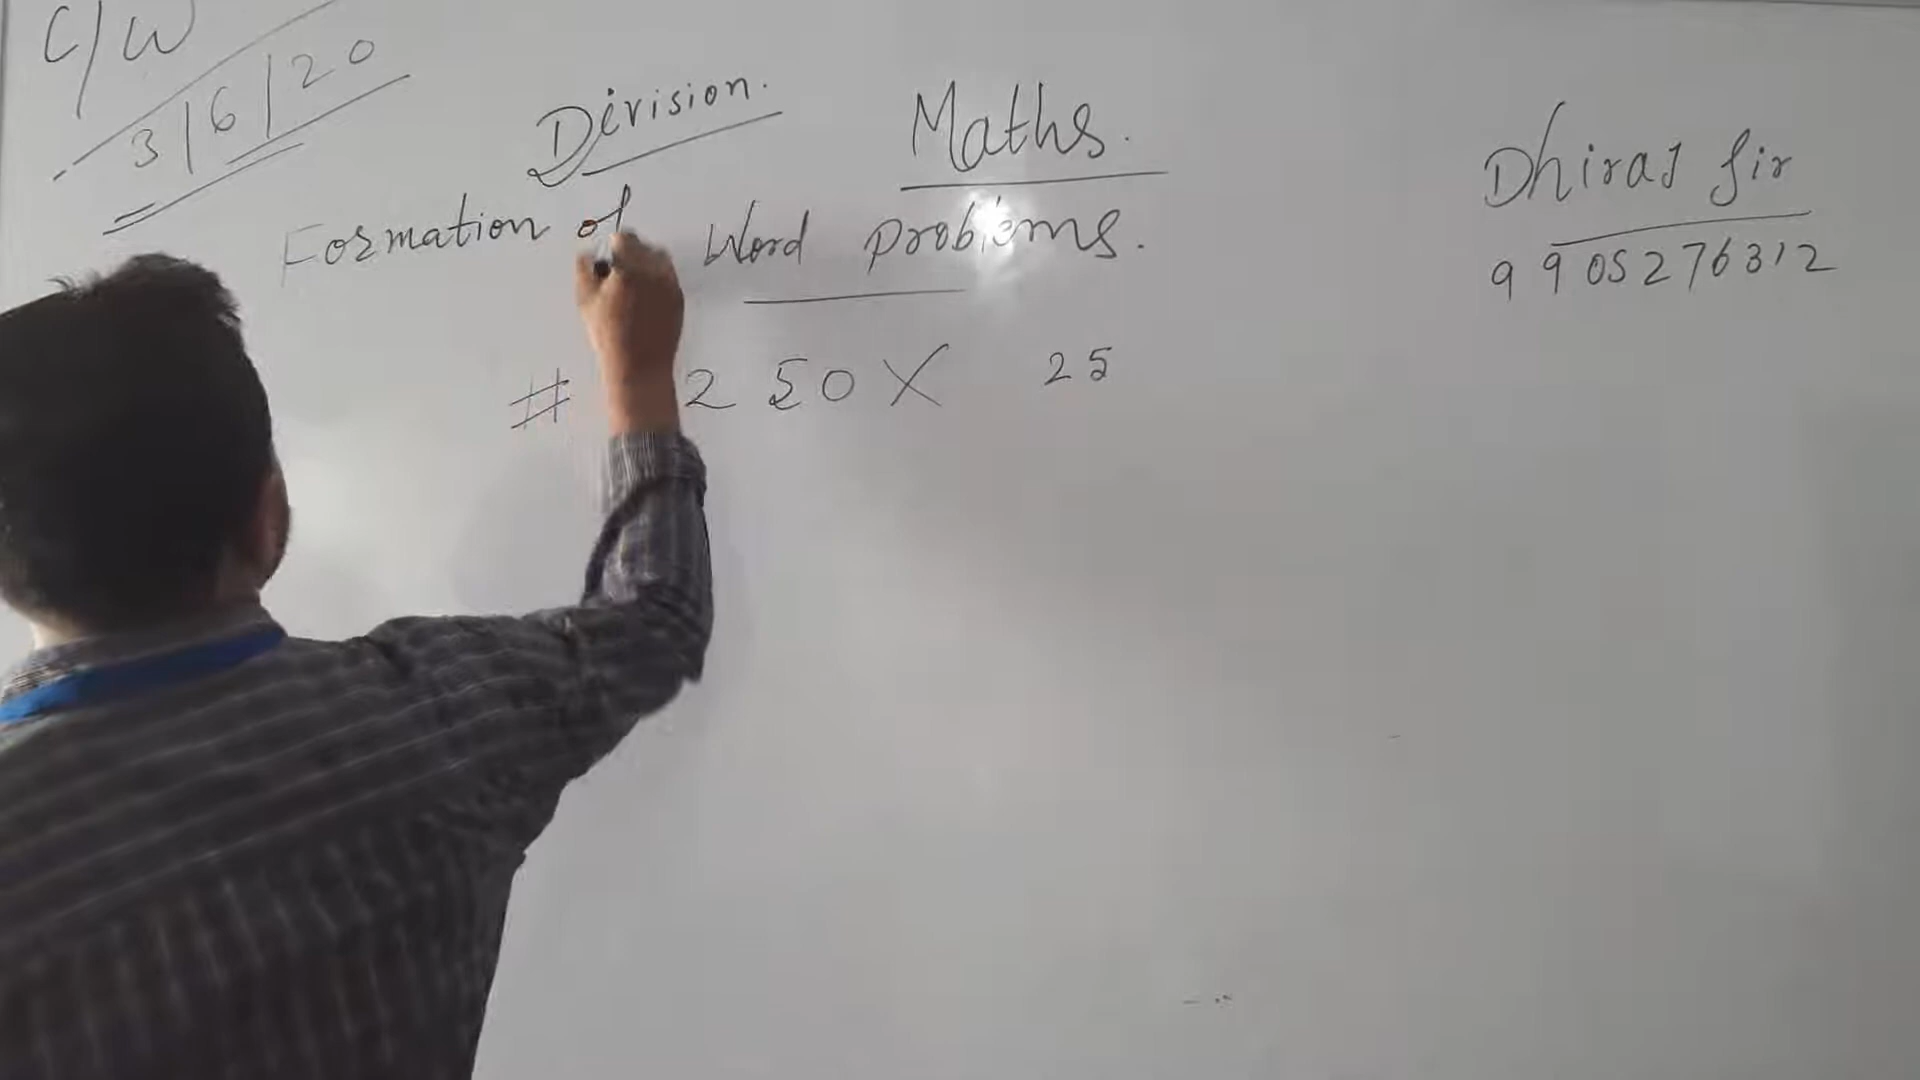 C/W
3/6/20
Division.
Maths.
Formation of Word Problems.
# 250 X 25
Dhiraj Sir
9905276312